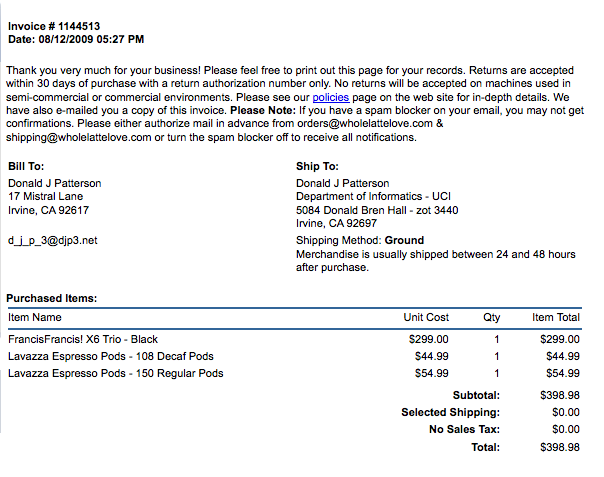 Invoice # 1144513
Date: 08/12/2009 05:27 PM
Thank you very much for your business! Please feel free to print out this page for your records. Returns are accepted
within 30 days of purchase with a return authorization number only. No returns will be accepted on machines used in
semi-commercial or commercial environments. Please see our policies page on the web site for in-depth details. We
have also e-mailed you a copy of this invoice. Please Note: If you have a spam blocker on your email, you may not get
confirmations. Please either authorize mail in advance from orders@wholelattelove.com &
shipping@wholelattelove.com or turn the spam blocker off to receive all notifications.
Bill To:
Donald J Patterson
17 Mistral Lane
Irvine, CA 92617
d_j_p_3@djp3.net
Ship To:
Donald J Patterson
Department of Informatics - UCI
5084 Donald Bren Hall - zot 3440
Irvine, CA 92697
Shipping Method: Ground
Merchandise is usually shipped between 24 and 48 hours
after purchase.
Purchased Items:
Item Name Unit Cost Qty Item Total
FrancisFrancis! X6 Trio - Black $299.00 1 $299.00
Lavazza Espresso Pods - 108 Decaf Pods $44.99 1 $44.99
Lavazza Espresso Pods - 150 Regular Pods $54.99 1 $54.99
Subtotal: $398.98
Selected Shipping: $0.00
No Sales Tax: $0.00
Total: $398.98